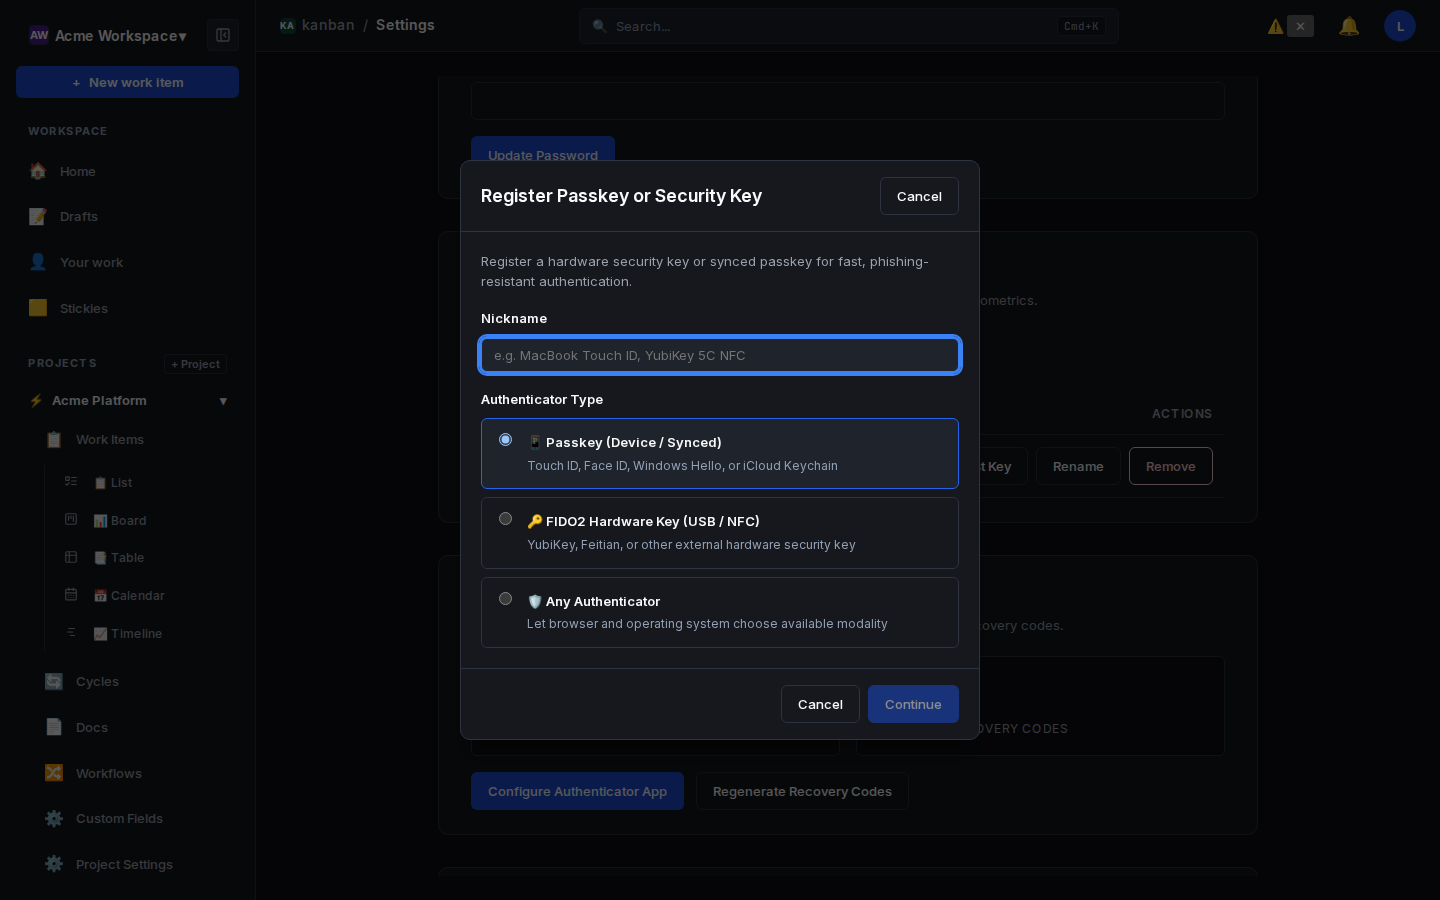 AW Acme Workspace ▾
+ New work item
WORKSPACE
Home
Drafts
Your work
Stickies
PROJECTS
+ Project
Acme Platform ▾
Work Items
List
Board
Table
Calendar
Timeline
Cycles
Docs
Workflows
Custom Fields
Project Settings
KA kanban / Settings
Search...
Cmd+K
L
Update Password
Register Passkey or Security Key
Cancel
Register a hardware security key or synced passkey for fast, phishing-
resistant authentication.
Nickname
e.g. MacBook Touch ID, YubiKey 5C NFC
Authenticator Type
Passkey (Device / Synced)
Touch ID, Face ID, Windows Hello, or iCloud Keychain
FIDO2 Hardware Key (USB / NFC)
YubiKey, Feitian, or other external hardware security key
Any Authenticator
Let browser and operating system choose available modality
Cancel
Continue
ACTIONS
Key
Rename
Remove
codes.
CODES
Configure Authenticator App
Regenerate Recovery Codes